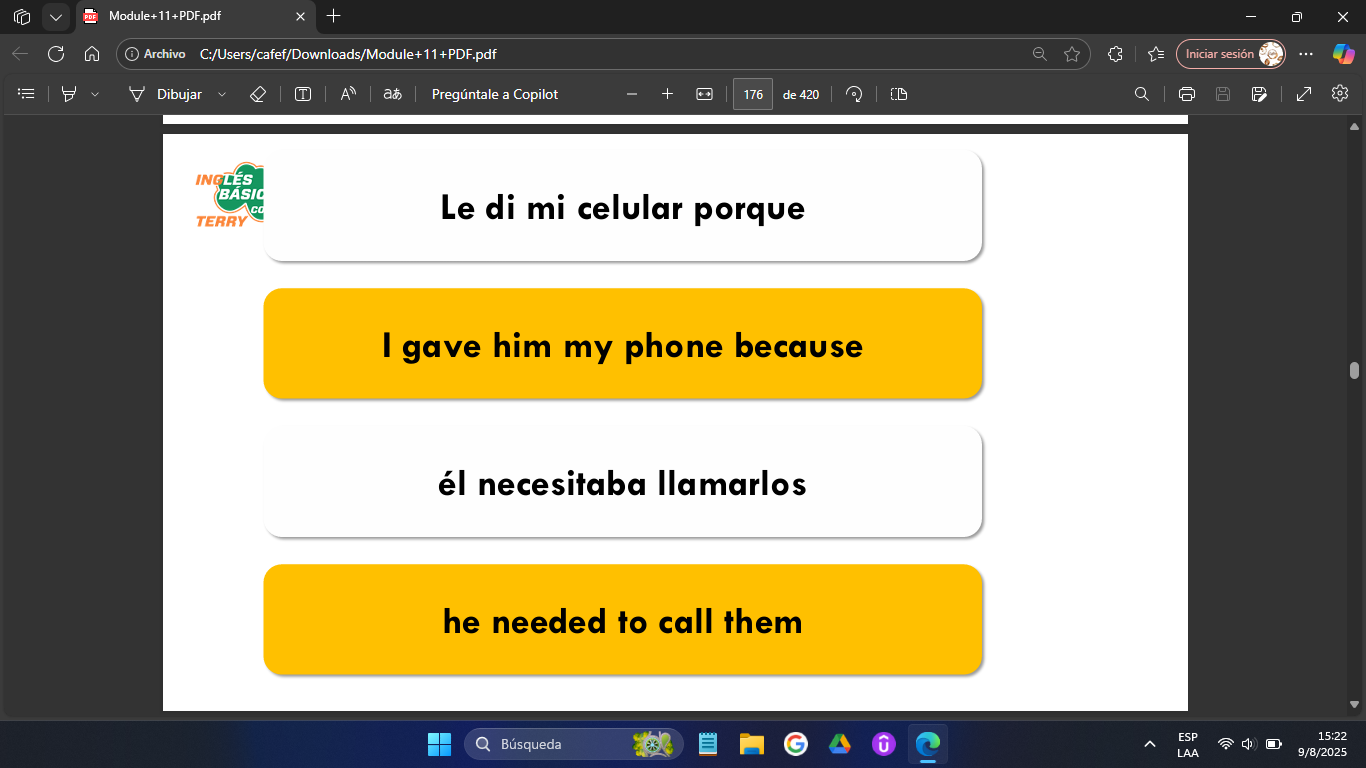 Module+11+PDF.pdf
Archivo C:/Users/cafef/Downloads/Module+11+PDF.pdf Iniciar sesión
Dibujar Pregúntale a Copilot 176 de 420
INGLÉS
BÁSIC
CO
TERRY
Le di mi celular porque
I gave him my phone because
él necesitaba llamarlos
he needed to call them
Búsqueda
ESP
LAA
15:22
9/8/2025